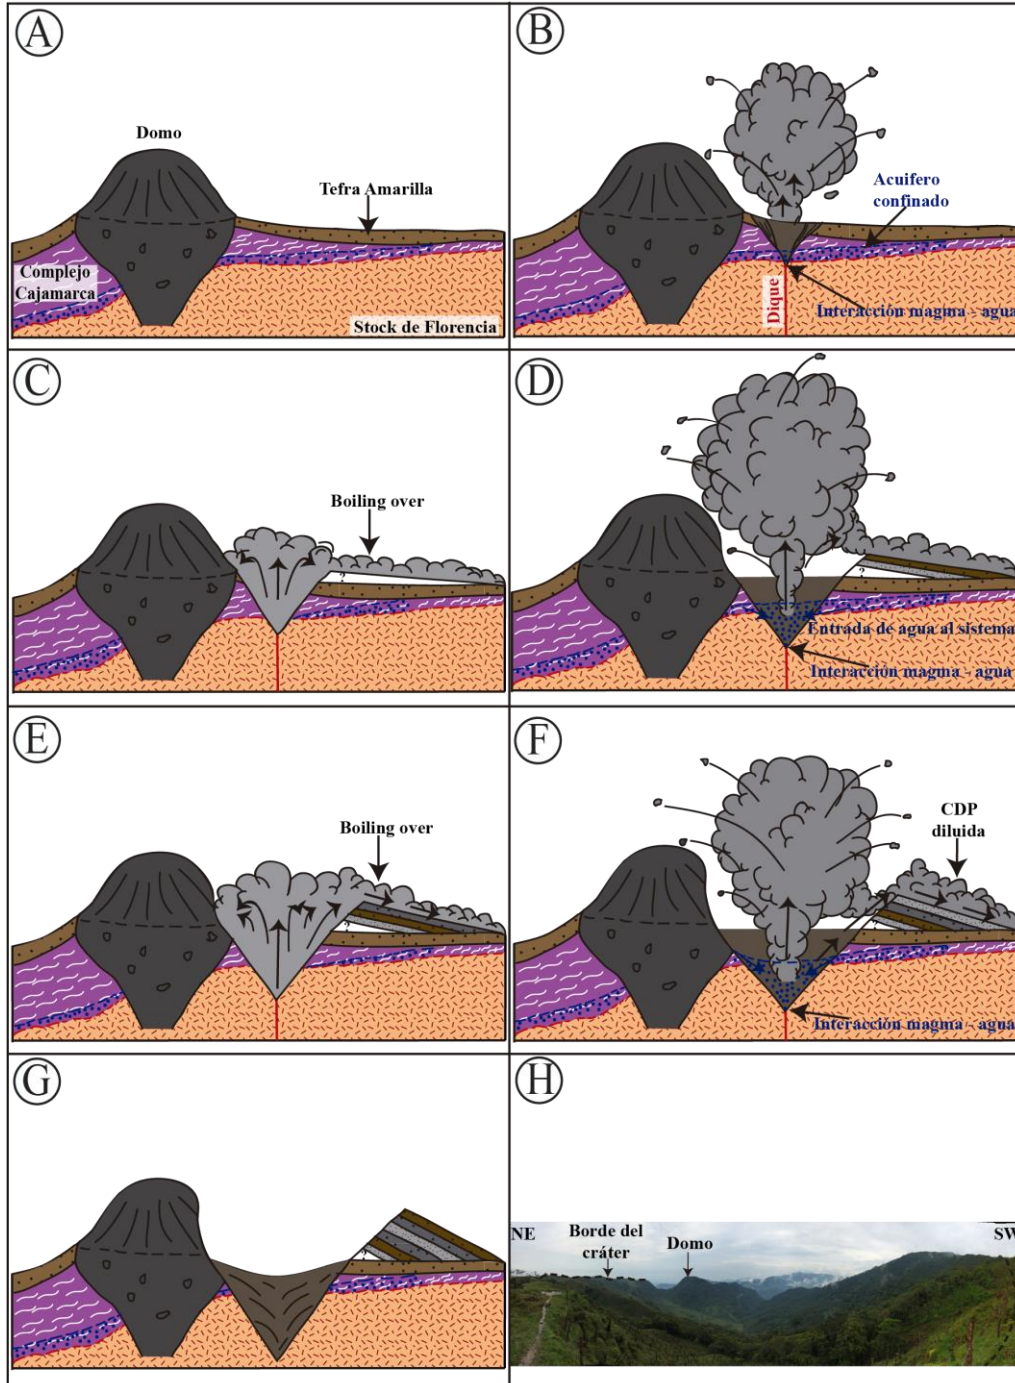 A
Domo
Tefra Amarilla
Complejo
Cajamarca
Stock de Florencia
B
Acuifero
confinado
Dique
Interacción magma - agua
C
Boiling over
?
D
?
Entrada de agua al sistema
Interacción magma - agua
E
Boiling over
?
F
CDP
diluida
?
Interacción magma - agua
G
?
H
NE
Borde del
cráter
Domo
SW